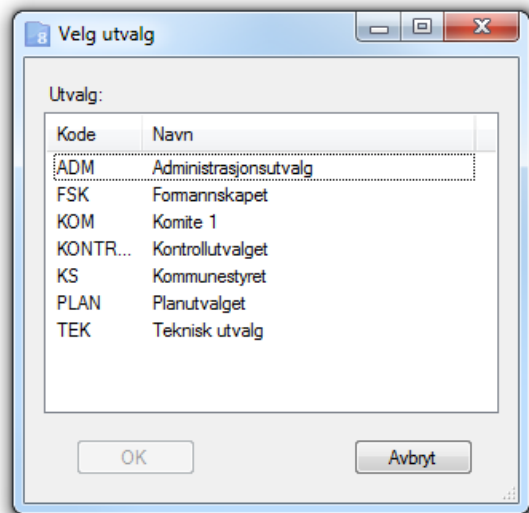 8 Velg utvalg
Utvalg:
Kode Navn
ADM Administrasjonsutvalg
FSK Formannskapet
KOM Komite 1
KONTR... Kontrollutvalget
KS Kommunestyret
PLAN Planutvalget
TEK Teknisk utvalg
OK Avbryt